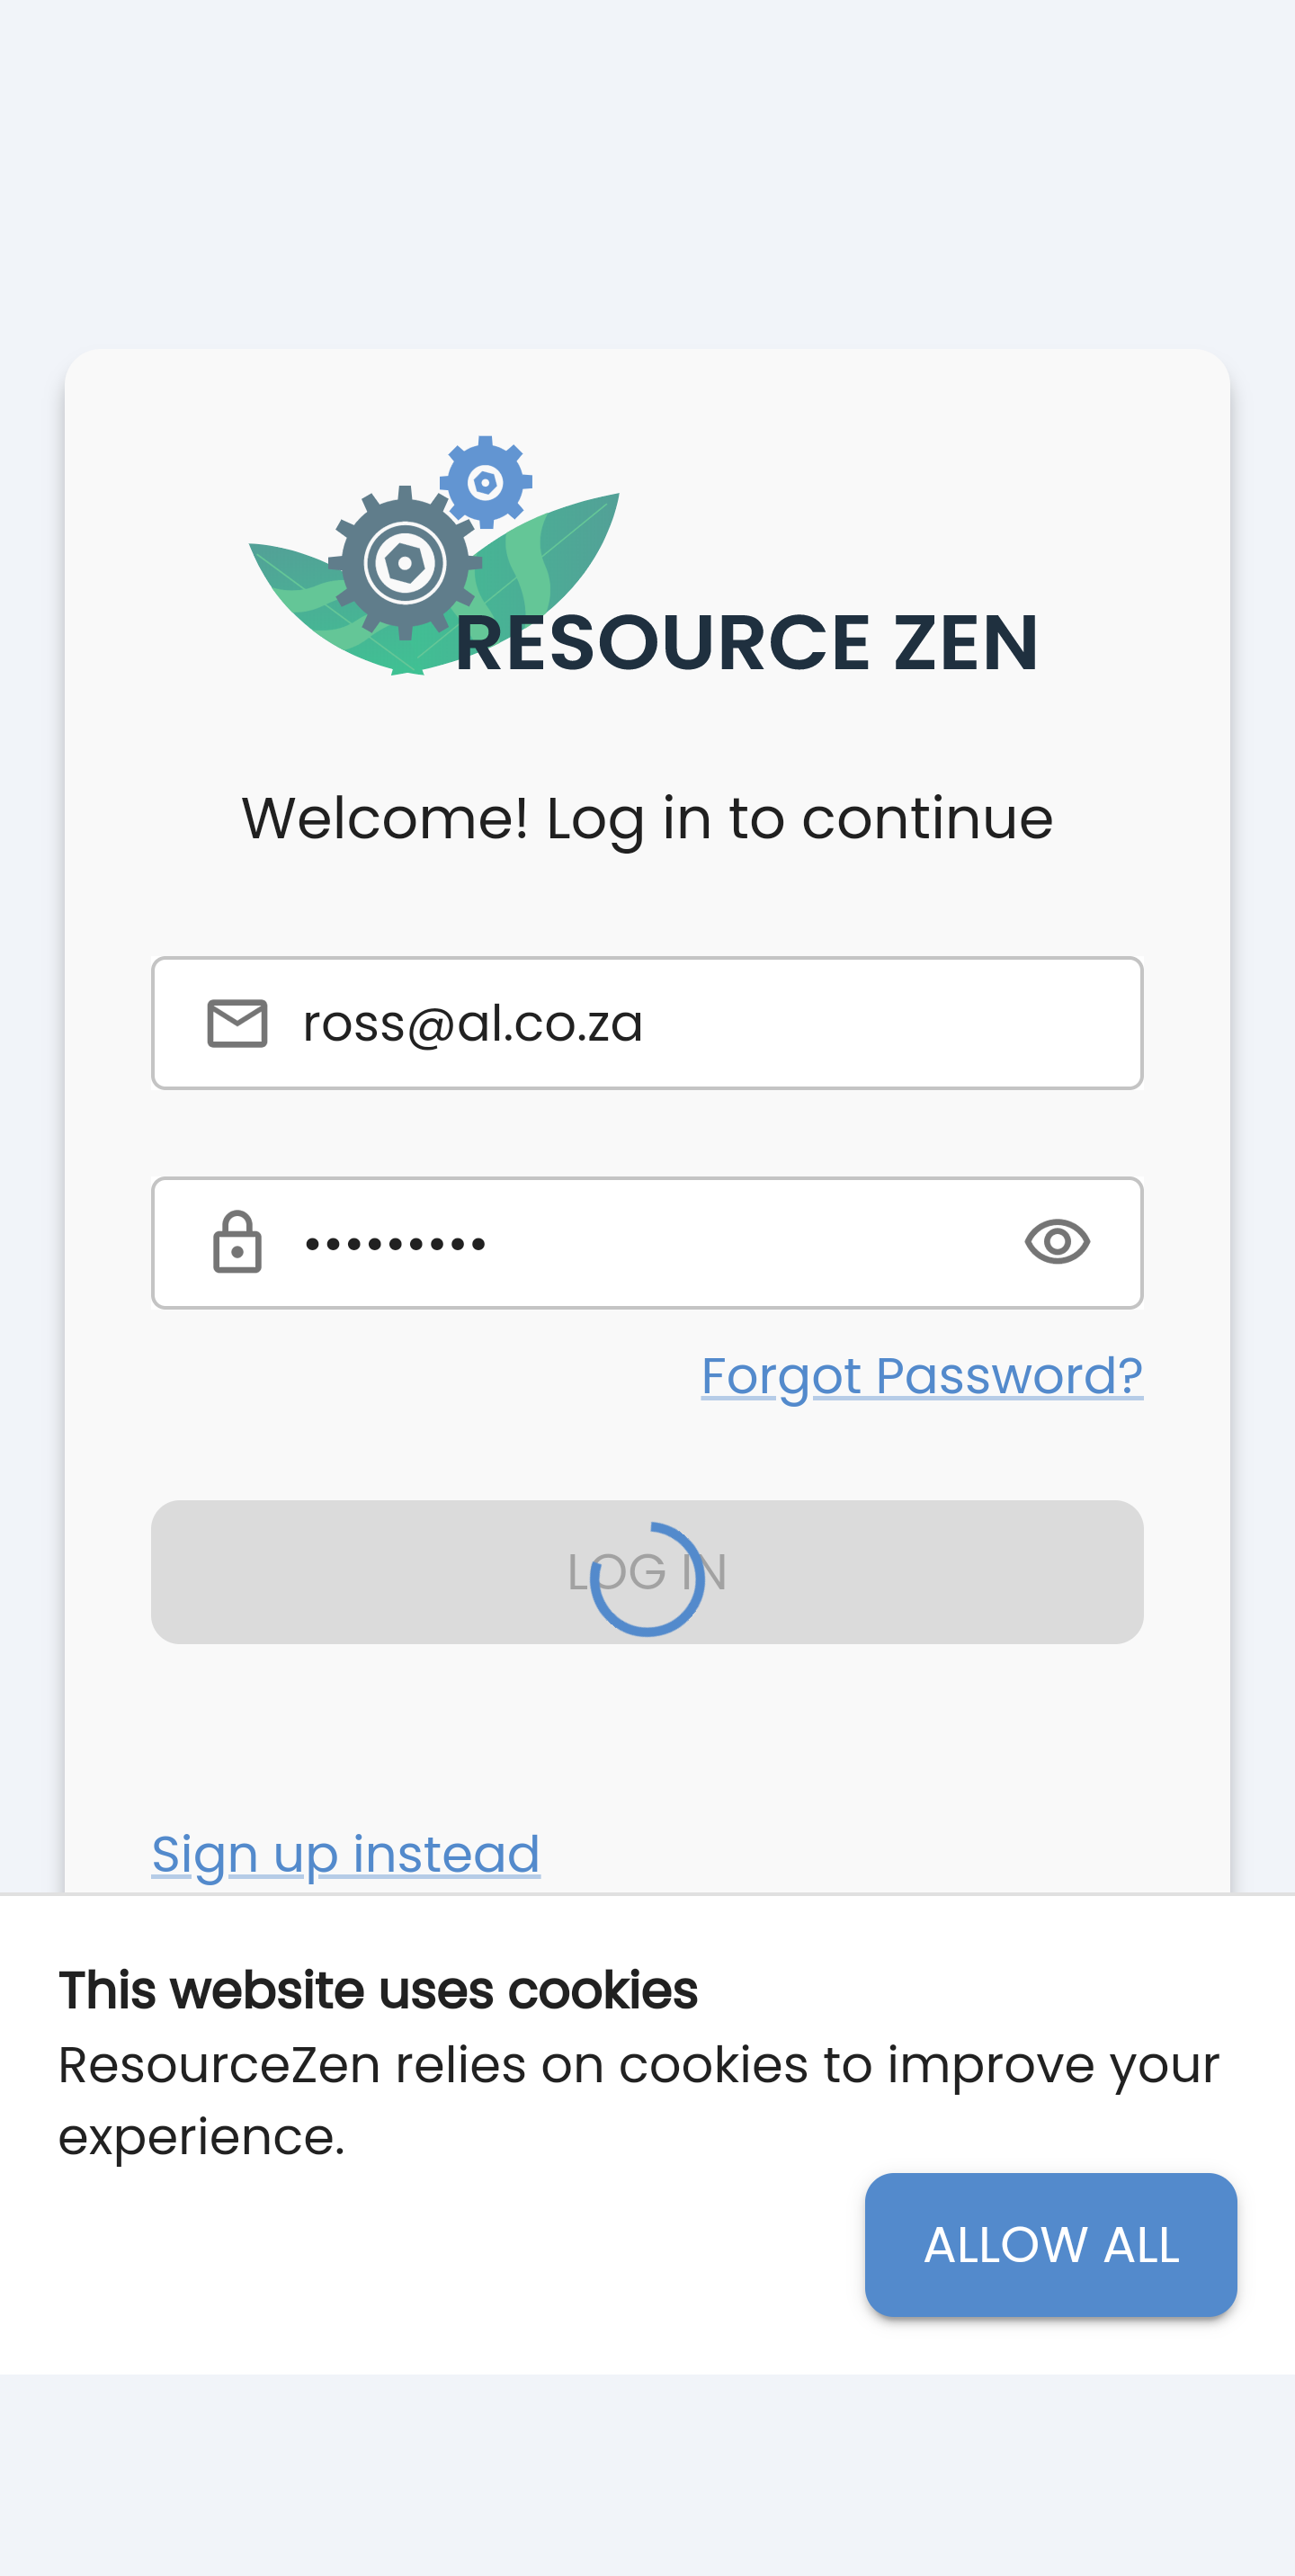 RESOURCE ZEN
Welcome! Log in to continue
ross@al.co.za
•••••••••
Forgot Password?
LOG IN
Sign up instead
This website uses cookies
ResourceZen relies on cookies to improve your
experience.
ALLOW ALL